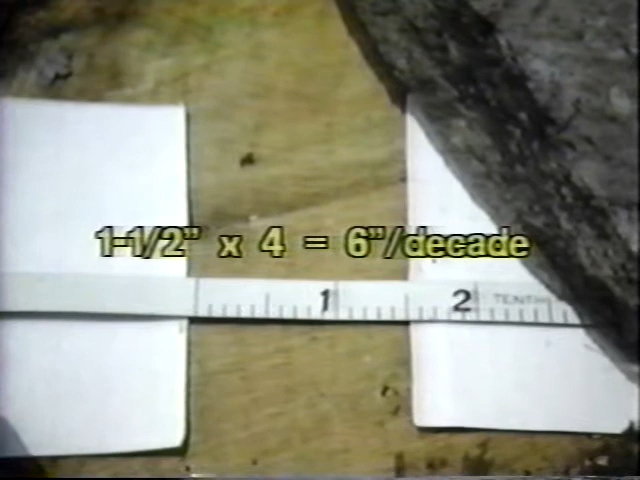 1-1/2” x 4 = 6”/decade
1 2 TENTHS